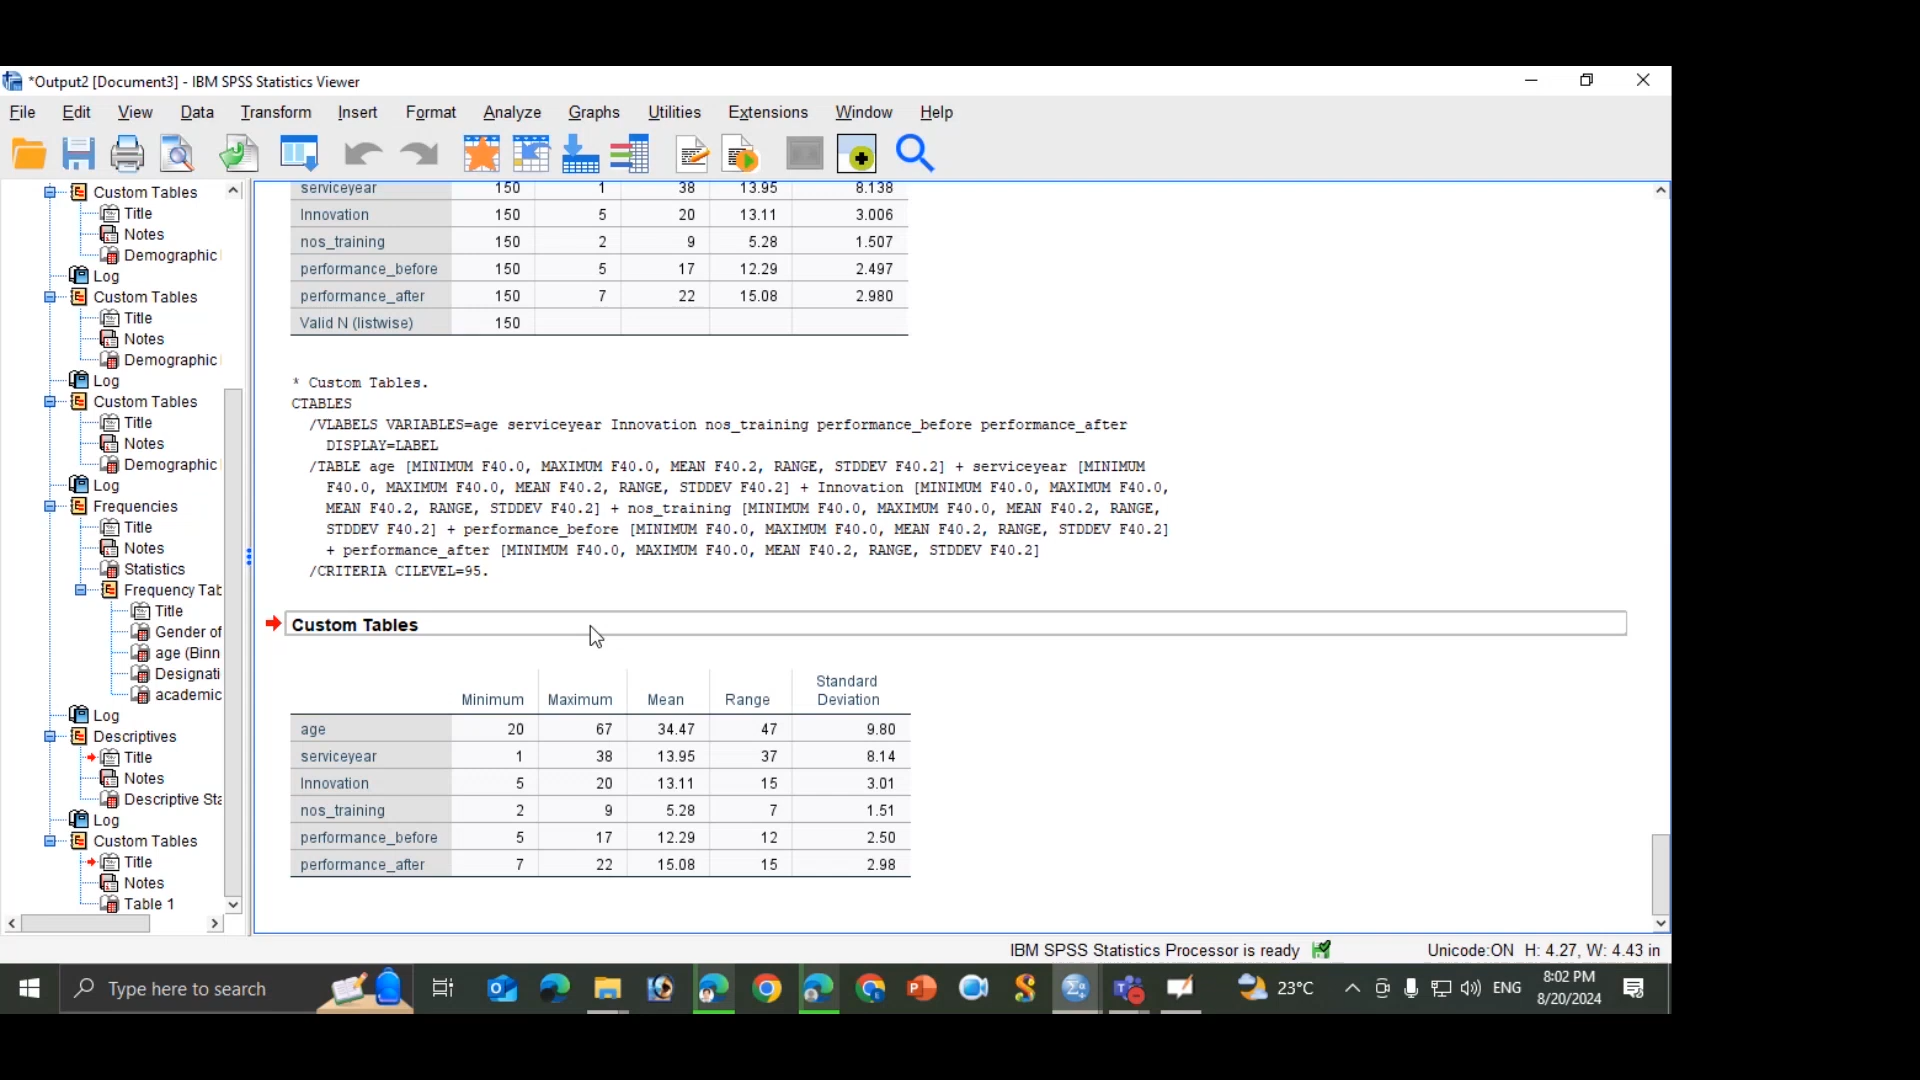 *Output2 [Document3] - IBM SPSS Statistics Viewer
File Edit View Data Transform Insert Format Analyze Graphs Utilities Extensions Window Help
Custom Tables
Title
Notes
Demographic
Log
Custom Tables
Title
Notes
Demographic
Log
Custom Tables
Title
Notes
Demographic
Log
Frequencies
Title
Notes
Statistics
Frequency Tab
Title
Gender of
age (Binn
Designati
academic
Log
Descriptives
Title
Notes
Descriptive Sta
Log
Custom Tables
Title
Notes
Table 1
serviceyear 150 1 38 13.95 8.138
Innovation 150 5 20 13.11 3.006
nos_training 150 2 9 5.28 1.507
performance_before 150 5 17 12.29 2.497
performance_after 150 7 22 15.08 2.980
Valid N (listwise) 150
* Custom Tables.
CTABLES
/VLABELS VARIABLES=age serviceyear Innovation nos_training performance_before performance_after
DISPLAY=LABEL
/TABLE age [MINIMUM F40.0, MAXIMUM F40.0, MEAN F40.2, RANGE, STDDEV F40.2] + serviceyear [MINIMUM
F40.0, MAXIMUM F40.0, MEAN F40.2, RANGE, STDDEV F40.2] + Innovation [MINIMUM F40.0, MAXIMUM F40.0,
MEAN F40.2, RANGE, STDDEV F40.2] + nos_training [MINIMUM F40.0, MAXIMUM F40.0, MEAN F40.2, RANGE,
STDDEV F40.2] + performance_before [MINIMUM F40.0, MAXIMUM F40.0, MEAN F40.2, RANGE, STDDEV F40.2]
+ performance_after [MINIMUM F40.0, MAXIMUM F40.0, MEAN F40.2, RANGE, STDDEV F40.2]
/CRITERIA CILEVEL=95.
Custom Tables
Minimum Maximum Mean Range Standard Deviation
age 20 67 34.47 47 9.80
serviceyear 1 38 13.95 37 8.14
Innovation 5 20 13.11 15 3.01
nos_training 2 9 5.28 7 1.51
performance_before 5 17 12.29 12 2.50
performance_after 7 22 15.08 15 2.98
IBM SPSS Statistics Processor is ready Unicode:ON H: 4.27, W: 4.43 in
Type here to search 23°C ENG 8:02 PM
8/20/2024